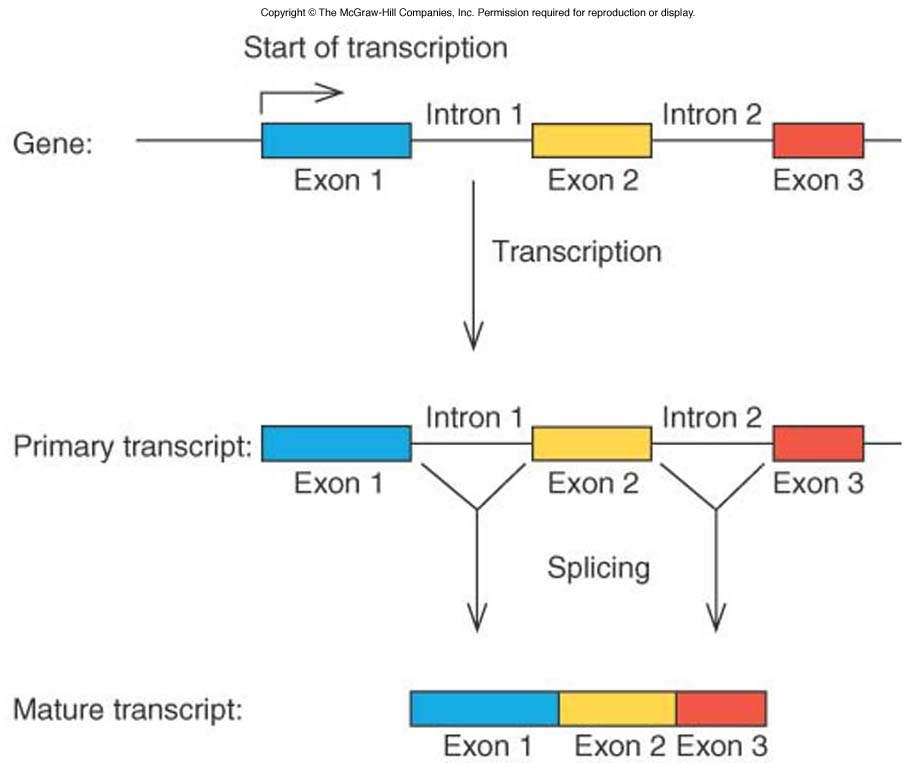 Copyright © The McGraw-Hill Companies, Inc. Permission required for reproduction or display.
Start of transcription
Gene:
Intron 1
Intron 2
Exon 1
Exon 2
Exon 3
Transcription
Primary transcript:
Intron 1
Intron 2
Exon 1
Exon 2
Exon 3
Splicing
Mature transcript:
Exon 1
Exon 2
Exon 3